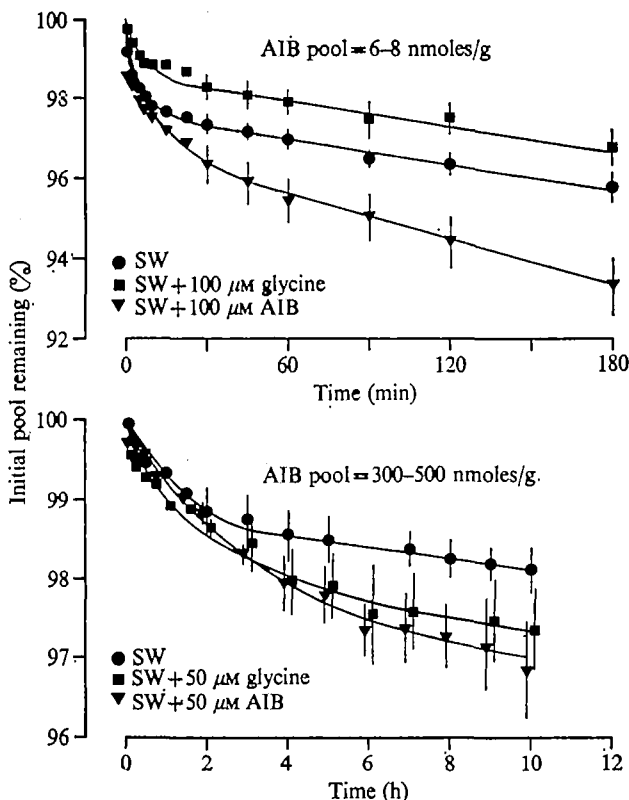 Initial pool remaining (%)
100
98
96
94
92
AIB pool = 6–8 nmoles/g
SW
SW+100 μM glycine
SW+100 μM AIB
0 60 120 180
Time (min)
100
99
98
97
96
AIB pool = 300–500 nmoles/g.
SW
SW+50 μM glycine
SW+50 μM AIB
0 2 4 6 8 10 12
Time (h)